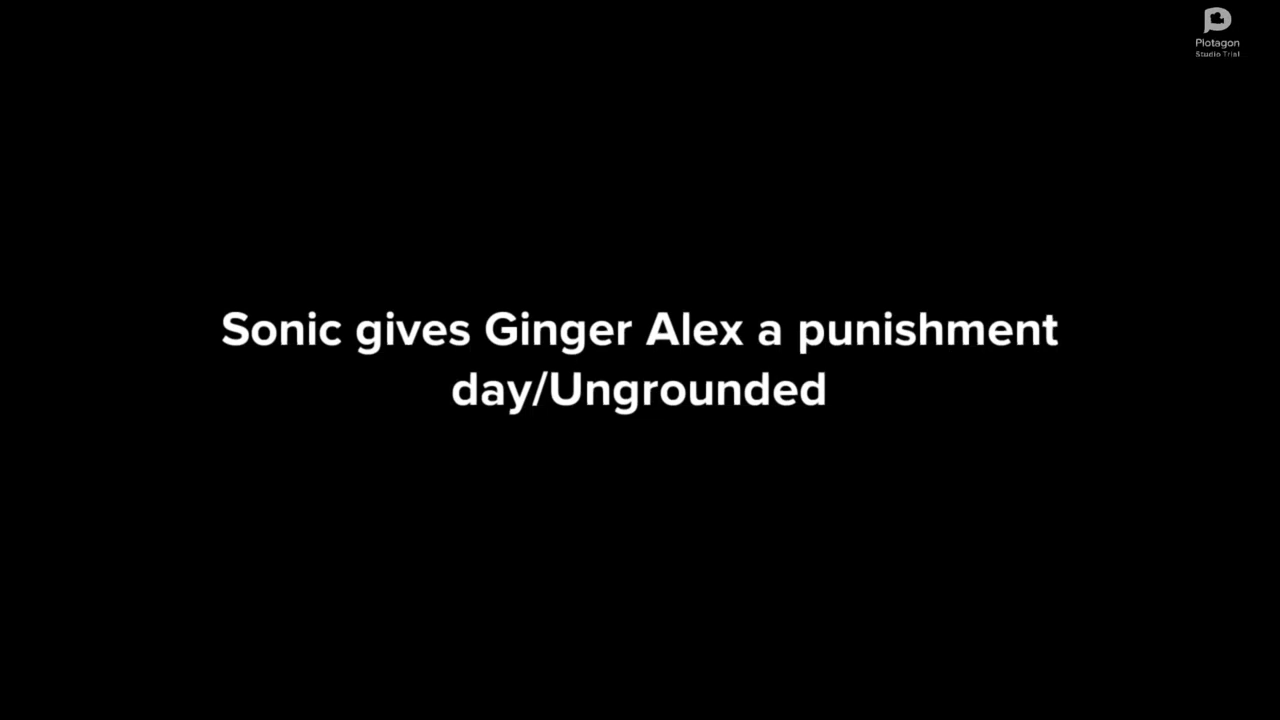 Plotagon
Studio Trial
Sonic gives Ginger Alex a punishment
day/Ungrounded